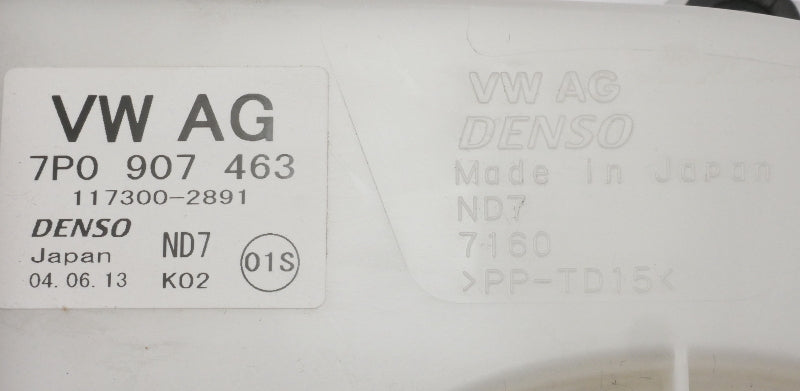 VW AG
7P0 907 463
117300-2891
DENSO
Japan
ND7
04.06.13
K02
01S
VW AG
DENSO
Made in Japan
ND7
7160
>PP-TD15<